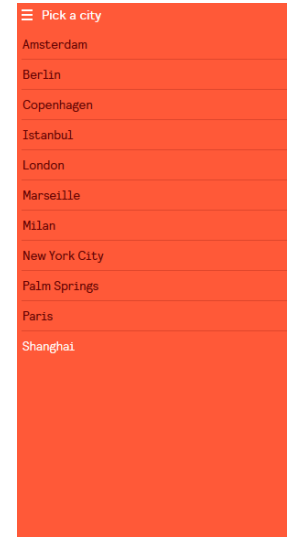 Pick a city
Amsterdam
Berlin
Copenhagen
Istanbul
London
Marseille
Milan
New York City
Palm Springs
Paris
Shanghai